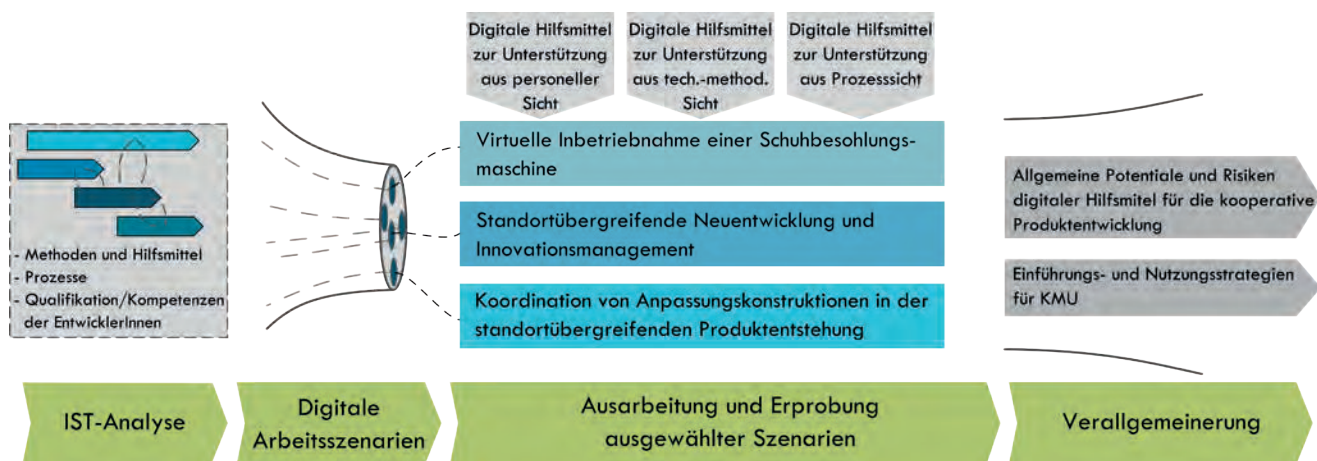 Digitale Hilfsmittel
zur Unterstützung
aus personeller
Sicht
Digitale Hilfsmittel
zur Unterstützung
aus tech.-method.
Sicht
Digitale Hilfsmittel
zur Unterstützung
aus Prozesssicht
- Methoden und Hilfsmittel
- Prozesse
- Qualifikation/Kompetenzen
der EntwicklerInnen
Virtuelle Inbetriebnahme einer Schuhbesohlungs-
maschine
Standortübergreifende Neuentwicklung und
Innovationsmanagement
Koordination von Anpassungskonstruktionen in der
standortübergreifenden Produktentstehung
Allgemeine Potentiale und Risiken
digitaler Hilfsmitel für die kooperative
Produktentwicklung
Einführungs- und Nutzungsstrategien
für KMU
IST-Analyse
Digitale
Arbeitsszenarien
Ausarbeitung und Erprobung
ausgewählter Szenarien
Verallgemeinerung